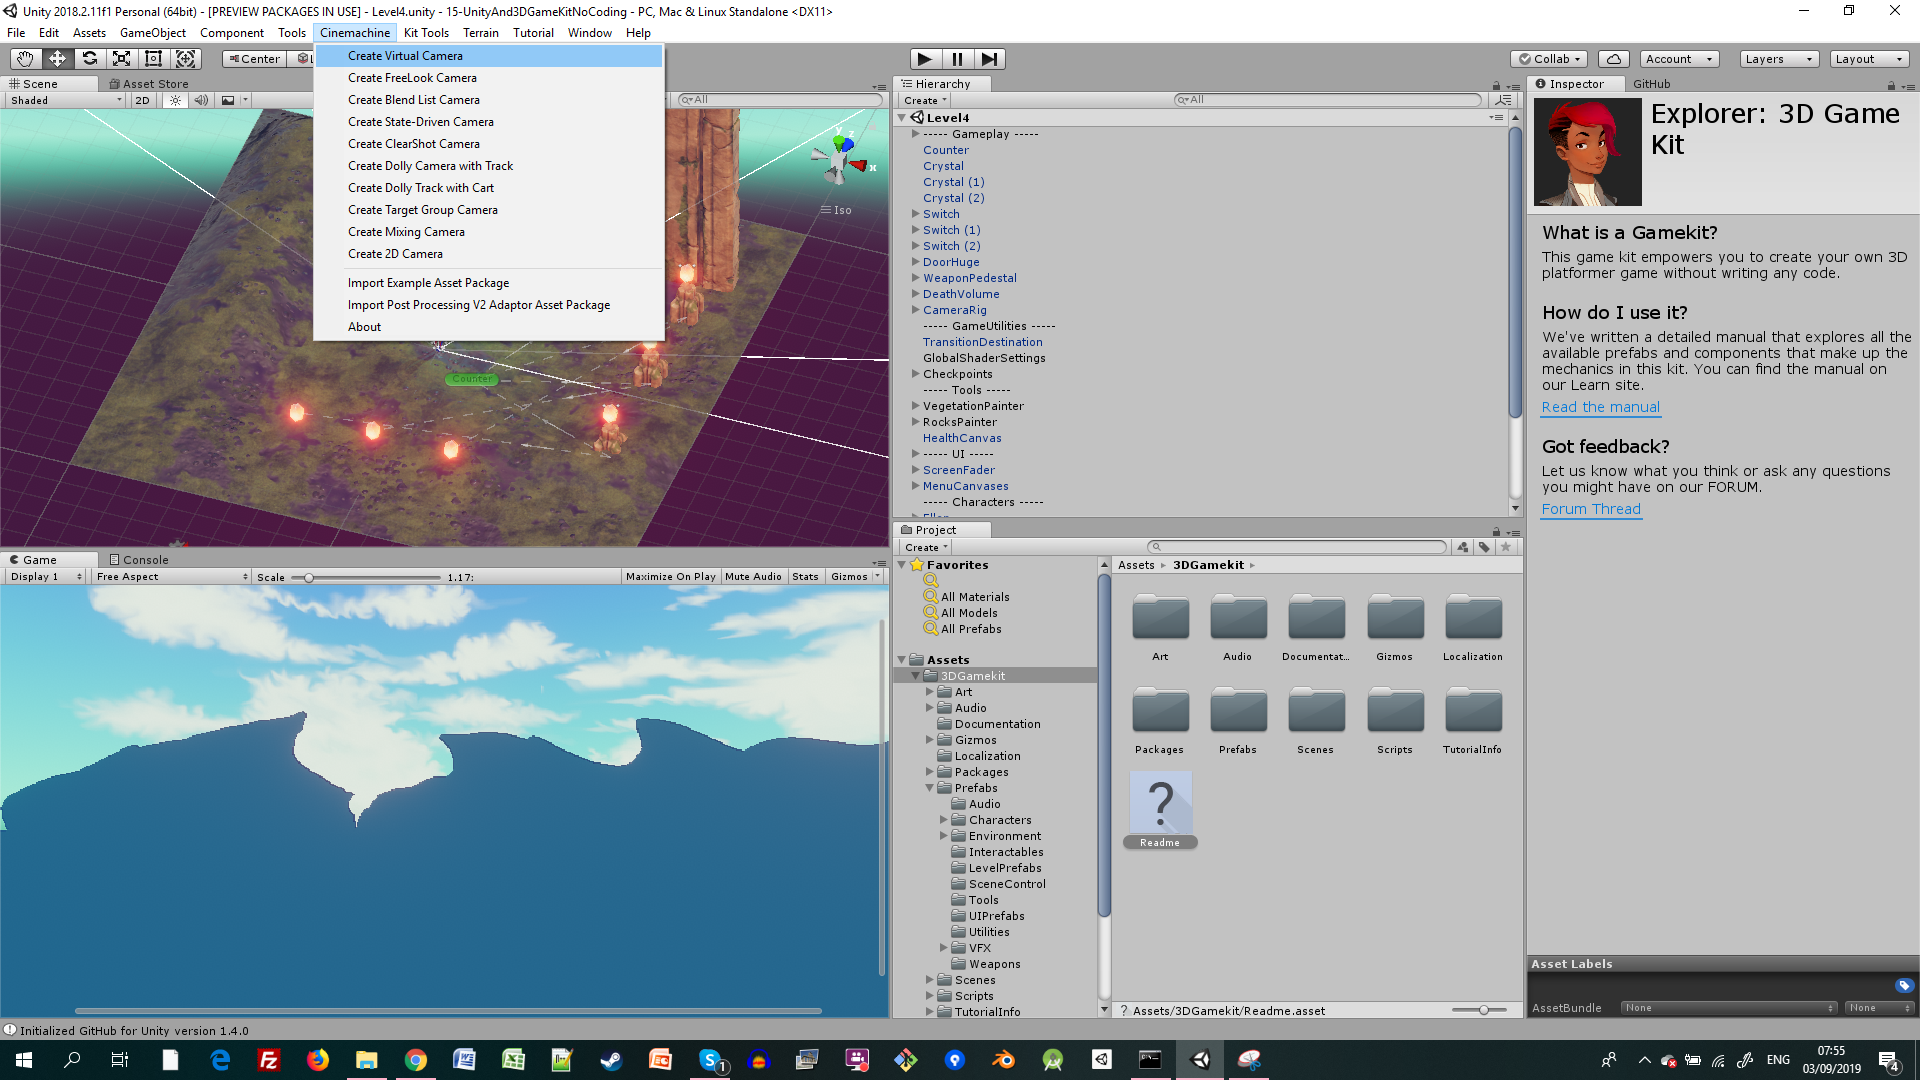 Unity 2018.2.11f1 Personal (64bit) - [PREVIEW PACKAGES IN USE] - Level4.unity - 15-UnityAnd3DGameKitNoCoding - PC, Mac & Linux Standalone <DX11>
File Edit Assets GameObject Component Tools Cinemachine Kit Tools Terrain Tutorial Window Help
Center
Collab
Account
Layers
Layout
Create Virtual Camera
Create FreeLook Camera
Create Blend List Camera
Create State-Driven Camera
Create ClearShot Camera
Create Dolly Camera with Track
Create Dolly Track with Cart
Create Target Group Camera
Create Mixing Camera
Create 2D Camera
Import Example Asset Package
Import Post Processing V2 Adaptor Asset Package
About
Scene Asset Store
Shaded 2D All
y z
x
Iso
Counter
Game Console
Display 1 Free Aspect Scale 1.17: Maximize On Play Mute Audio Stats Gizmos
Hierarchy
Create All
Level4
----- Gameplay -----
Counter
Crystal
Crystal (1)
Crystal (2)
Switch
Switch (1)
Switch (2)
DoorHuge
WeaponPedestal
DeathVolume
CameraRig
----- GameUtilities -----
TransitionDestination
GlobalShaderSettings
Checkpoints
----- Tools -----
VegetationPainter
RocksPainter
HealthCanvas
----- UI -----
ScreenFader
MenuCanvases
----- Characters -----
Ellen
Project
Create
Favorites
All Materials
All Models
All Prefabs
Assets
3DGamekit
Art
Audio
Documentation
Gizmos
Localization
Packages
Prefabs
Audio
Characters
Environment
Interactables
LevelPrefabs
SceneControl
Tools
UIPrefabs
Utilities
VFX
Weapons
Scenes
Scripts
TutorialInfo
Assets 3DGamekit
Art Audio Documentat... Gizmos Localization
Packages Prefabs Scenes Scripts TutorialInfo
?
Readme
Assets/3DGamekit/Readme.asset
Inspector GitHub
Explorer: 3D Game
Kit
What is a Gamekit?
This game kit empowers you to create your own 3D
platformer game without writing any code.
How do I use it?
We've written a detailed manual that explores all the
available prefabs and components that make up the
mechanics in this kit. You can find the manual on
our Learn site.
Read the manual
Got feedback?
Let us know what you think or ask any questions
you might have on our FORUM.
Forum Thread
Asset Labels
AssetBundle None None
Initialized GitHub for Unity version 1.4.0
1
ENG
07:55
03/09/2019
4